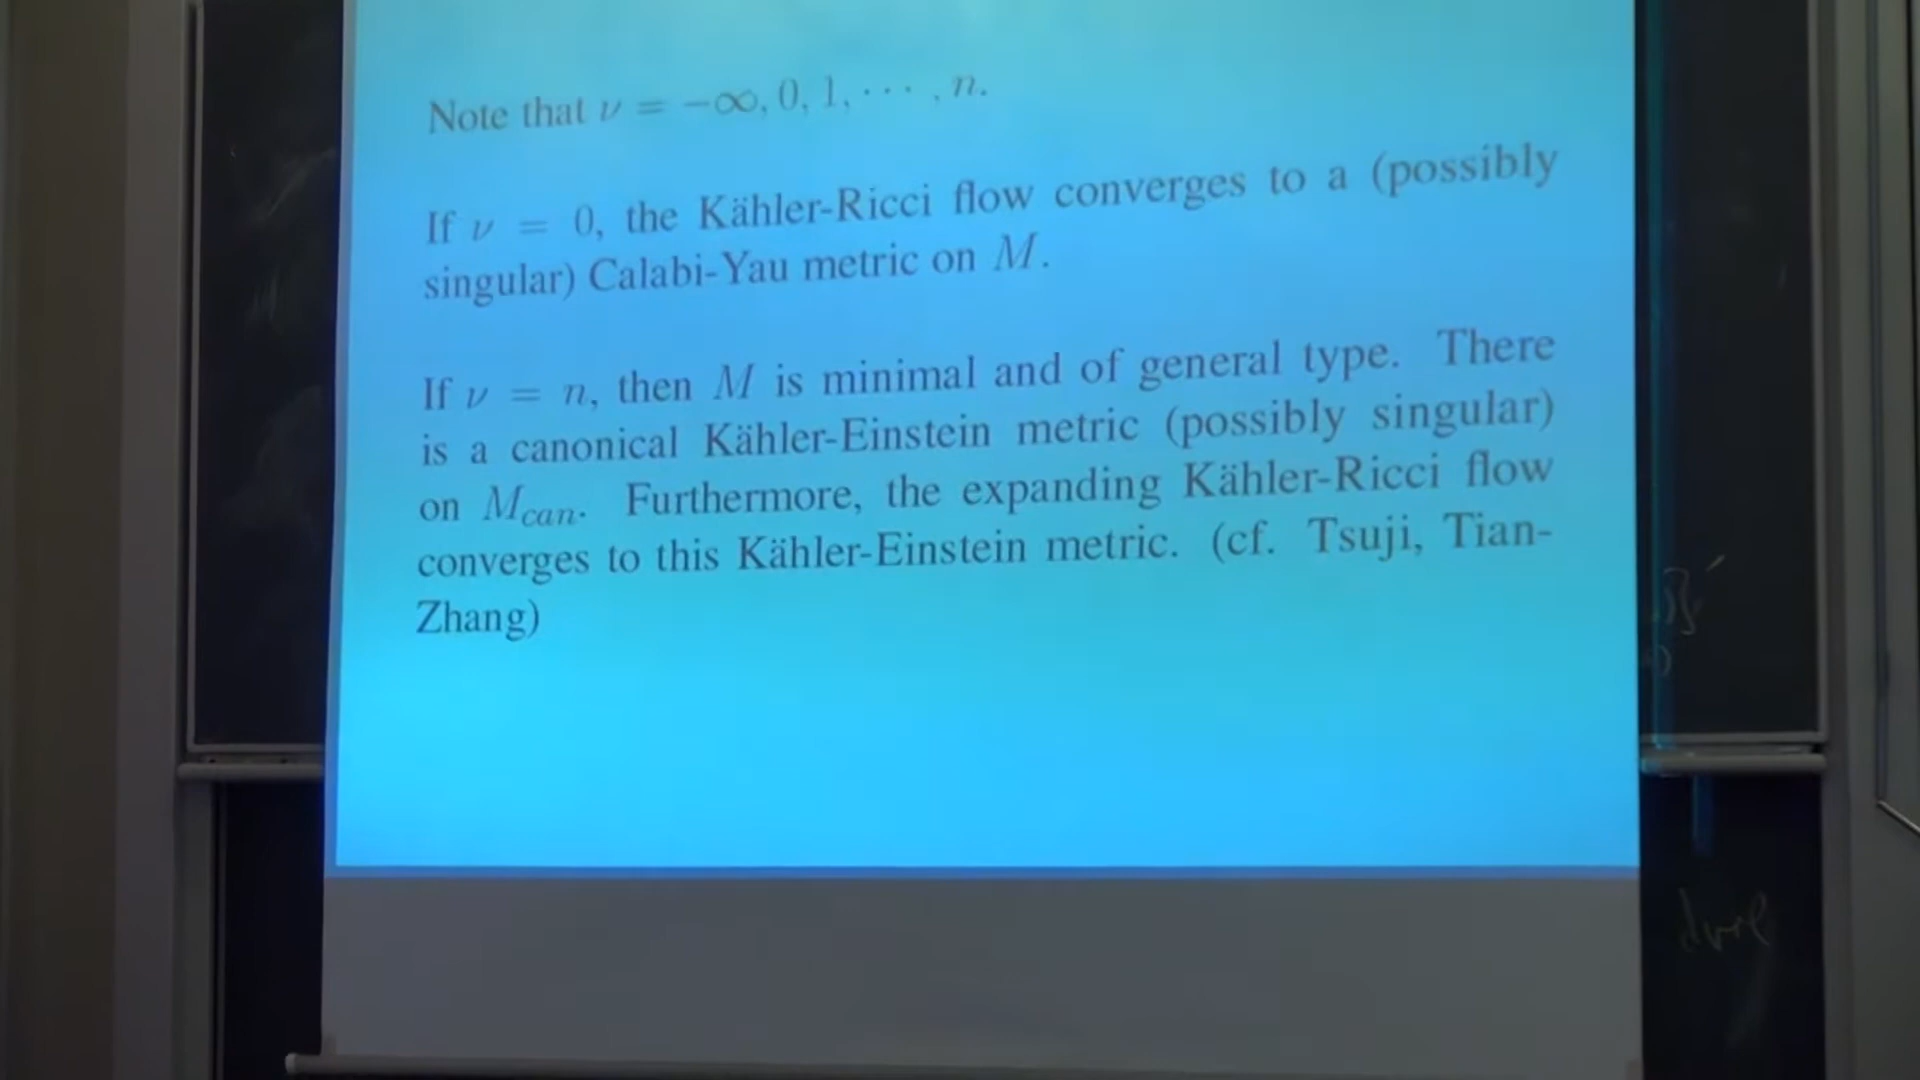 Note that ν = −∞, 0, 1, ⋯ , n.
If ν = 0, the Kähler-Ricci flow converges to a (possibly
singular) Calabi-Yau metric on M.
If ν = n, then M is minimal and of general type. There
is a canonical Kähler-Einstein metric (possibly singular)
on M_can. Furthermore, the expanding Kähler-Ricci flow
converges to this Kähler-Einstein metric. (cf. Tsuji, Tian-
Zhang)